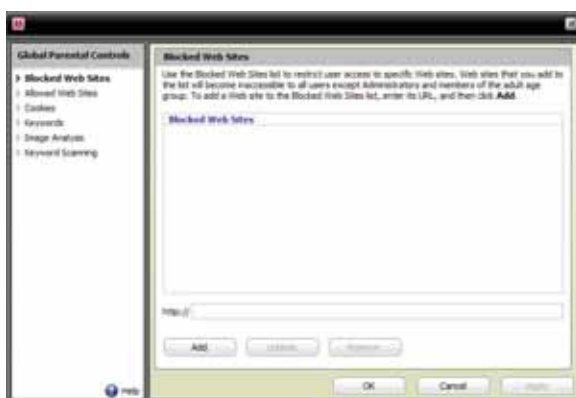 Global Parental Controls
Blocked Web Sites
Allowed Web Sites
Cookies
Keywords
Image Analysis
Keyword Scanning
Help
Blocked Web Sites
Use the Blocked Web Sites list to restrict user access to specific Web sites. Web sites that you add to
the list will become inaccessible to all users except Administrators and members of the adult age
group. To add a Web site to the Blocked Web Sites list, enter its URL, and then click Add.
Blocked Web Sites
http://
Add
Update
Remove
OK
Cancel
Apply